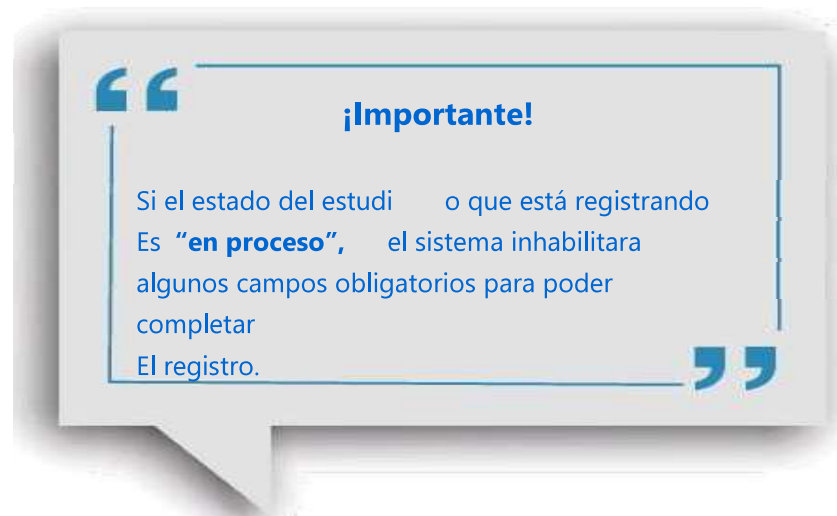 ¡Importante!
Si el estado del estudi o que está registrando
Es “en proceso”, el sistema inhabilitara
algunos campos obligatorios para poder
completar
El registro.